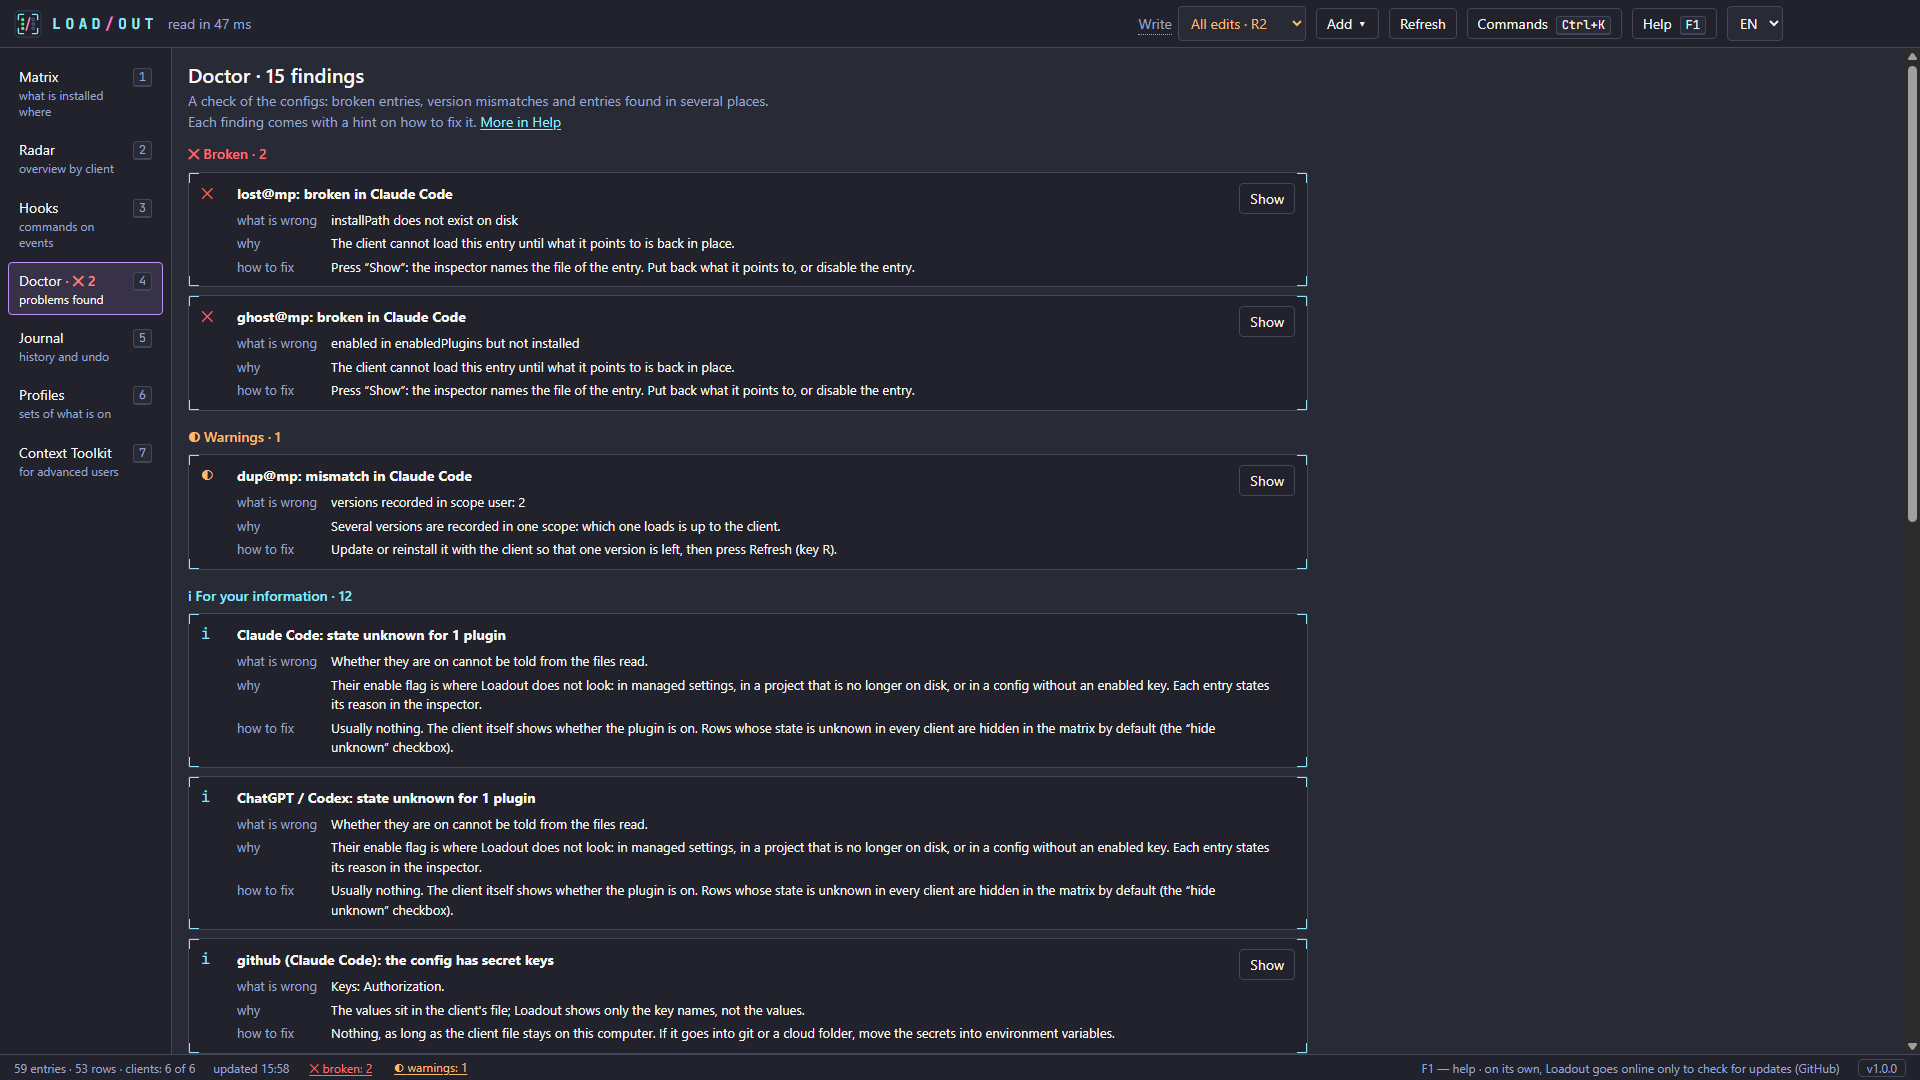 LOAD/OUT read in 47 ms Write All edits · R2 Add ▾ Refresh Commands Ctrl+K Help F1 EN
Matrix 1
what is installed
where
Radar 2
overview by client
Hooks 3
commands on
events
Doctor · ✕ 2 4
problems found
Journal 5
history and undo
Profiles 6
sets of what is on
Context Toolkit 7
for advanced users
Doctor · 15 findings
A check of the configs: broken entries, version mismatches and entries found in several places.
Each finding comes with a hint on how to fix it. More in Help
✕ Broken · 2
lost@mp: broken in Claude Code Show
what is wrong installPath does not exist on disk
why The client cannot load this entry until what it points to is back in place.
how to fix Press “Show”: the inspector names the file of the entry. Put back what it points to, or disable the entry.
ghost@mp: broken in Claude Code Show
what is wrong enabled in enabledPlugins but not installed
why The client cannot load this entry until what it points to is back in place.
how to fix Press “Show”: the inspector names the file of the entry. Put back what it points to, or disable the entry.
◐ Warnings · 1
dup@mp: mismatch in Claude Code Show
what is wrong versions recorded in scope user: 2
why Several versions are recorded in one scope: which one loads is up to the client.
how to fix Update or reinstall it with the client so that one version is left, then press Refresh (key R).
i For your information · 12
i Claude Code: state unknown for 1 plugin
what is wrong Whether they are on cannot be told from the files read.
why Their enable flag is where Loadout does not look: in managed settings, in a project that is no longer on disk, or in a config without an enabled key. Each entry states
its reason in the inspector.
how to fix Usually nothing. The client itself shows whether the plugin is on. Rows whose state is unknown in every client are hidden in the matrix by default (the “hide
unknown” checkbox).
i ChatGPT / Codex: state unknown for 1 plugin
what is wrong Whether they are on cannot be told from the files read.
why Their enable flag is where Loadout does not look: in managed settings, in a project that is no longer on disk, or in a config without an enabled key. Each entry states
its reason in the inspector.
how to fix Usually nothing. The client itself shows whether the plugin is on. Rows whose state is unknown in every client are hidden in the matrix by default (the “hide
unknown” checkbox).
i github (Claude Code): the config has secret keys Show
what is wrong Keys: Authorization.
why The values sit in the client's file; Loadout shows only the key names, not the values.
how to fix Nothing, as long as the client file stays on this computer. If it goes into git or a cloud folder, move the secrets into environment variables.
59 entries · 53 rows · clients: 6 of 6 updated 15:58 ✕ broken: 2 ◐ warnings: 1 F1 — help · on its own, Loadout goes online only to check for updates (GitHub) v1.0.0